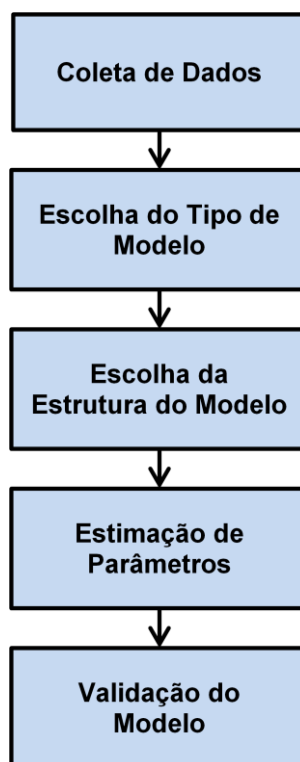 Coleta de Dados
Escolha do Tipo de
Modelo
Escolha da
Estrutura do Modelo
Estimação de
Parâmetros
Validação do
Modelo